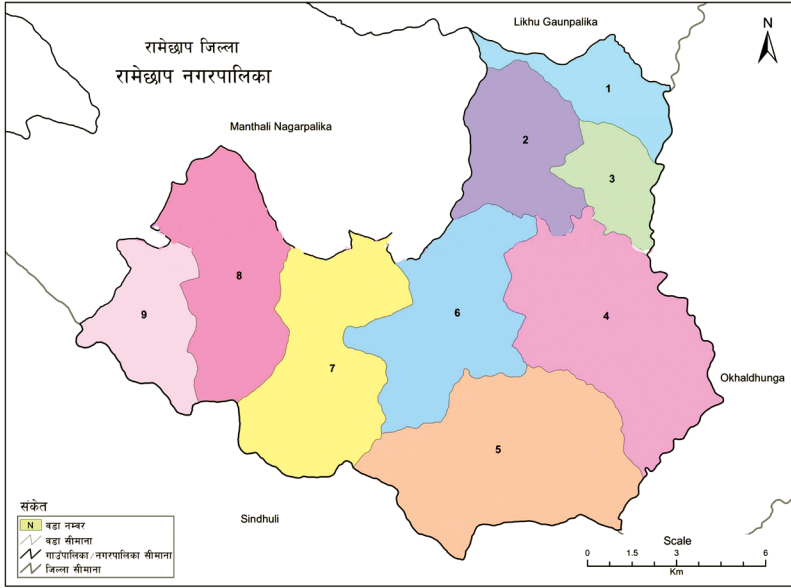 Likhu Gaunpalika
N
रामेछाप जिल्ला
रामेछाप नगरपालिका
Manthali Nagarpalika
1
2
3
8
9
6
4
7
Okhaldhunga
5
Sindhuli
संकेत
N वडा नम्बर
वडा सीमाना
गाउँपालिका/नगरपालिका सीमाना
जिल्ला सीमाना
Scale
0 1.5 3 6
Km